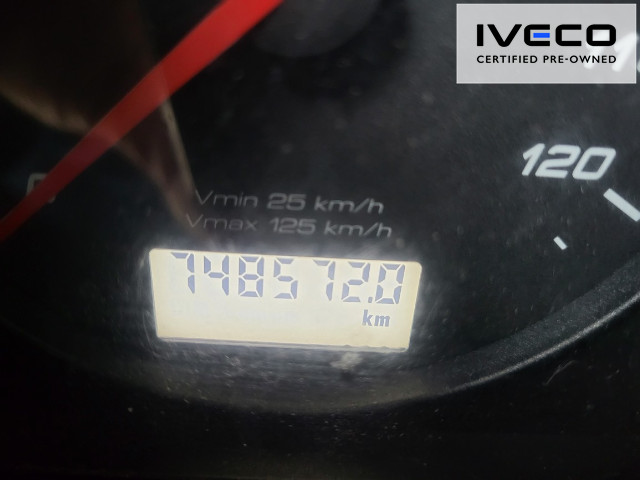 IVECO
CERTIFIED PRE-OWNED
120
Vmin 25 km/h
Vmax 125 km/h
748572.0
km